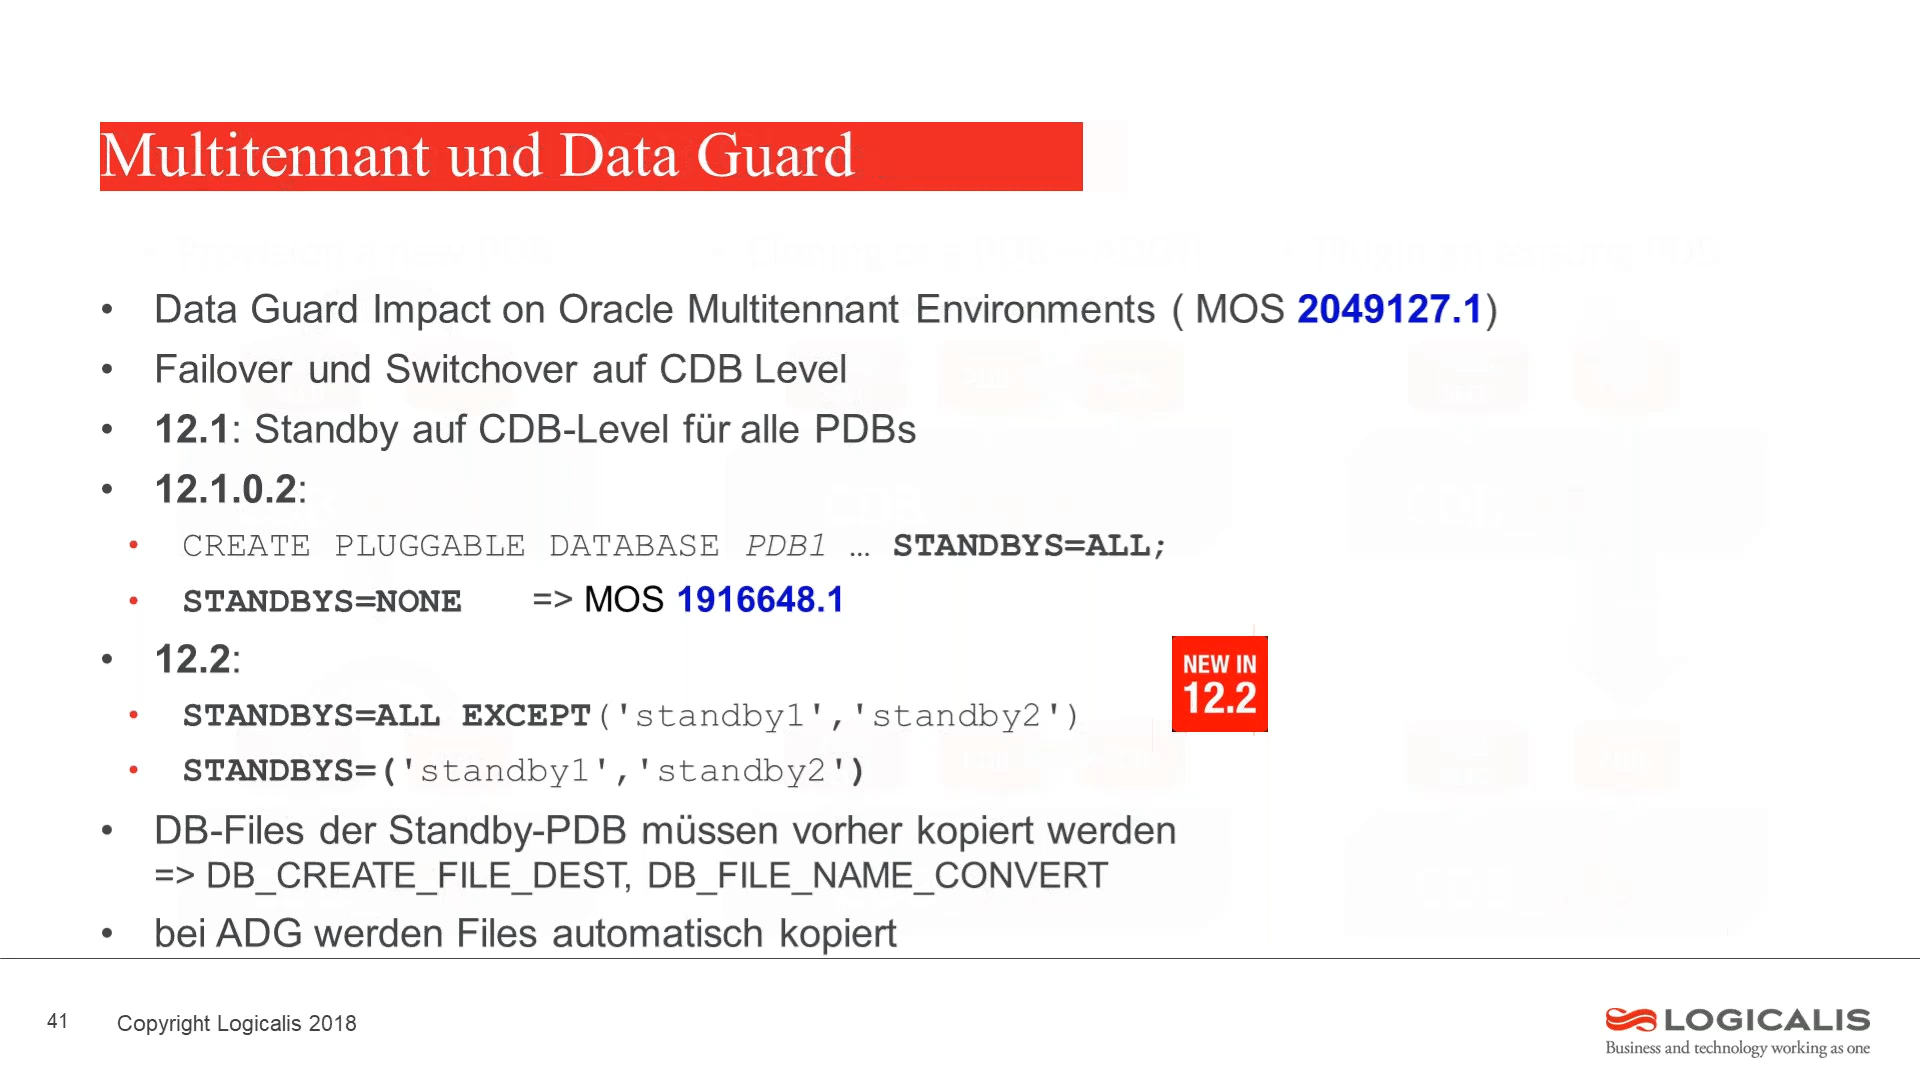 Multitennant und Data Guard
• Data Guard Impact on Oracle Multitennant Environments ( MOS 2049127.1)
• Failover und Switchover auf CDB Level
• 12.1: Standby auf CDB-Level für alle PDBs
• 12.1.0.2:
• CREATE PLUGGABLE DATABASE PDB1 … STANDBYS=ALL;
• STANDBYS=NONE => MOS 1916648.1
• 12.2:
NEW IN
12.2
• STANDBYS=ALL EXCEPT('standby1','standby2')
• STANDBYS=('standby1','standby2')
• DB-Files der Standby-PDB müssen vorher kopiert werden
=> DB_CREATE_FILE_DEST, DB_FILE_NAME_CONVERT
• bei ADG werden Files automatisch kopiert
41 Copyright Logicalis 2018
LOGICALIS
Business and technology working as one